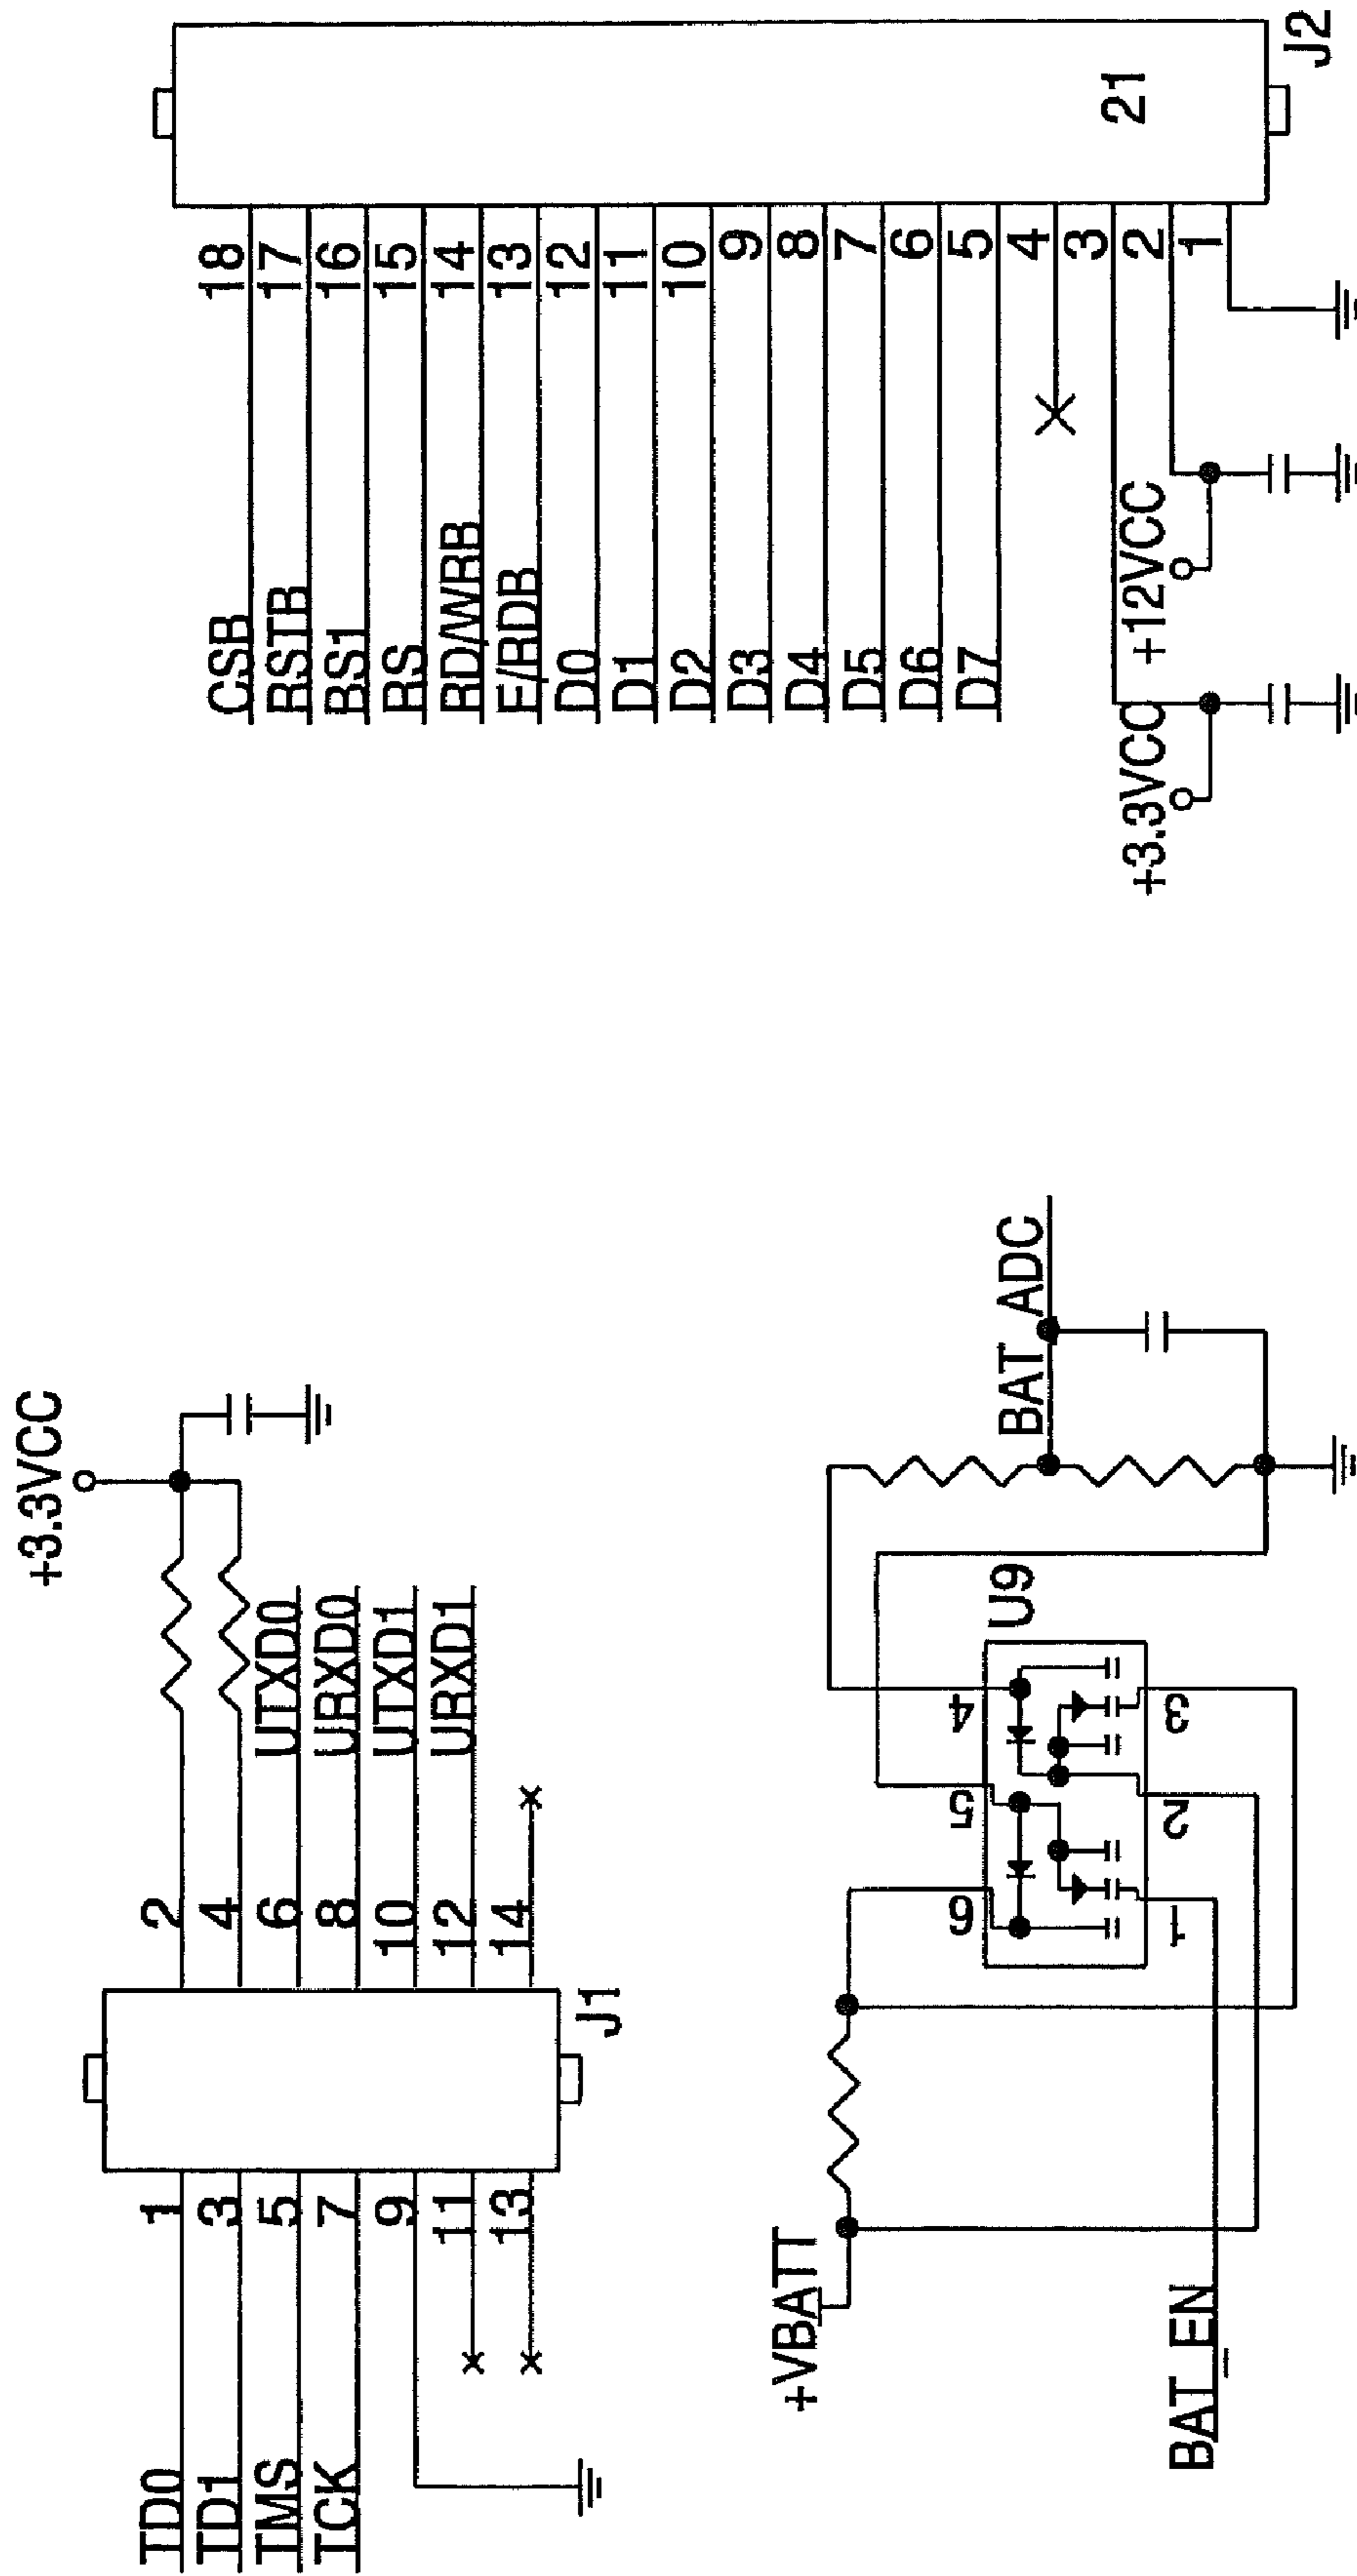 +3.3VCC
TD0 1 2
TD1 3 4
TMS 5 6 UTXD0
TCK 7 8 URXD0
9 10 UTXD1
11 12 URXD1
13 14
J1
+VBATT
BAT_EN
6 5 4
1 2 3
U9
BAT_ADC
CSB 18
RSTB 17
BS1 16
RS 15
RD/WRB 14
E/RDB 13
D0 12
D1 11
D2 10
D3 9
D4 8
D5 7
D6 6
D7 5
4
3
2
1
21
+3.3VCC +12VCC
J2